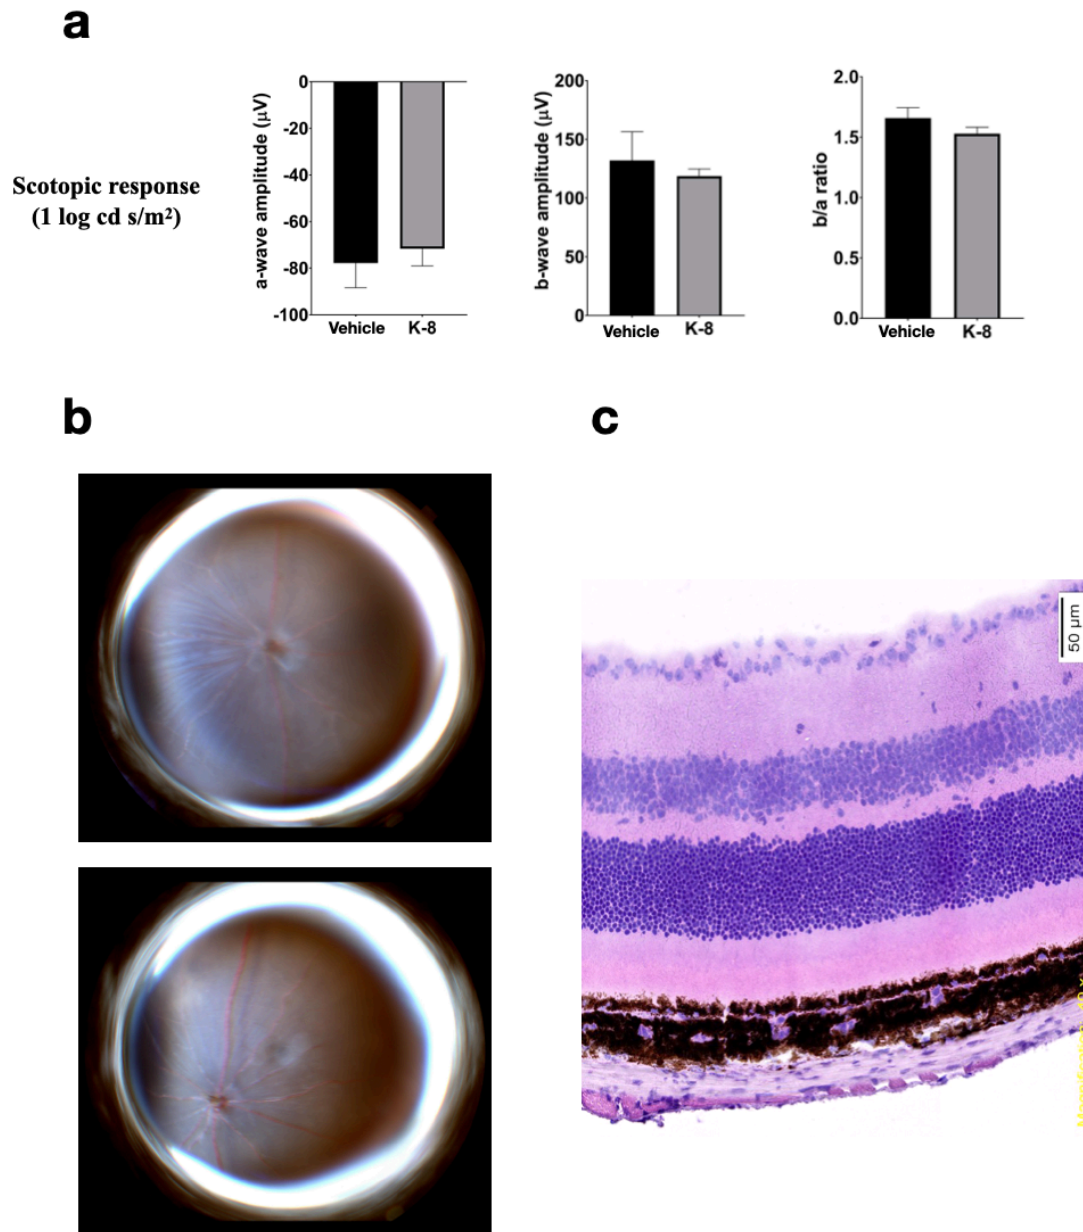 a
Scotopic response
(1 log cd s/m²)
a-wave amplitude (µV)
0
-20
-40
-60
-80
-100
Vehicle
K-8
b-wave amplitude (µV)
200
150
100
50
0
Vehicle
K-8
b/a ratio
2.0
1.5
1.0
0.5
0.0
Vehicle
K-8
b
c
50 µm